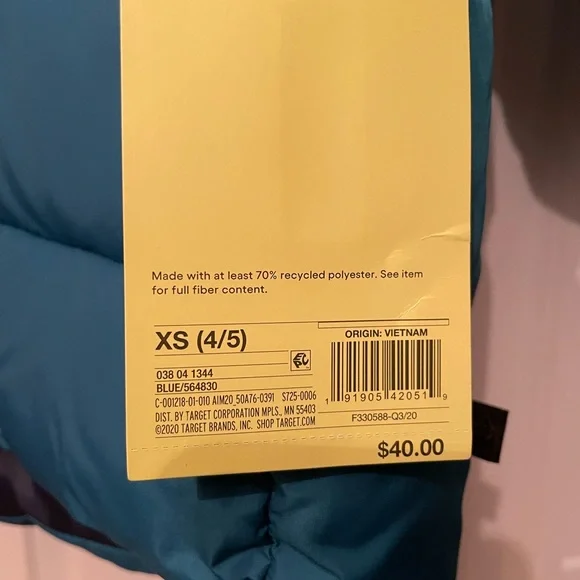 Made with at least 70% recycled polyester. See item
for full fiber content.
XS (4/5)
038 04 1344
BLUE/564830
C-001218-01-010 AIM20_50A76-0391 ST25-0006
DIST. BY TARGET CORPORATION MPLS., MN 55403
©2020 TARGET BRANDS, INC. SHOP TARGET.COM
ORIGIN: VIETNAM
1 91905 42051 9
F330588-Q3/20
$40.00